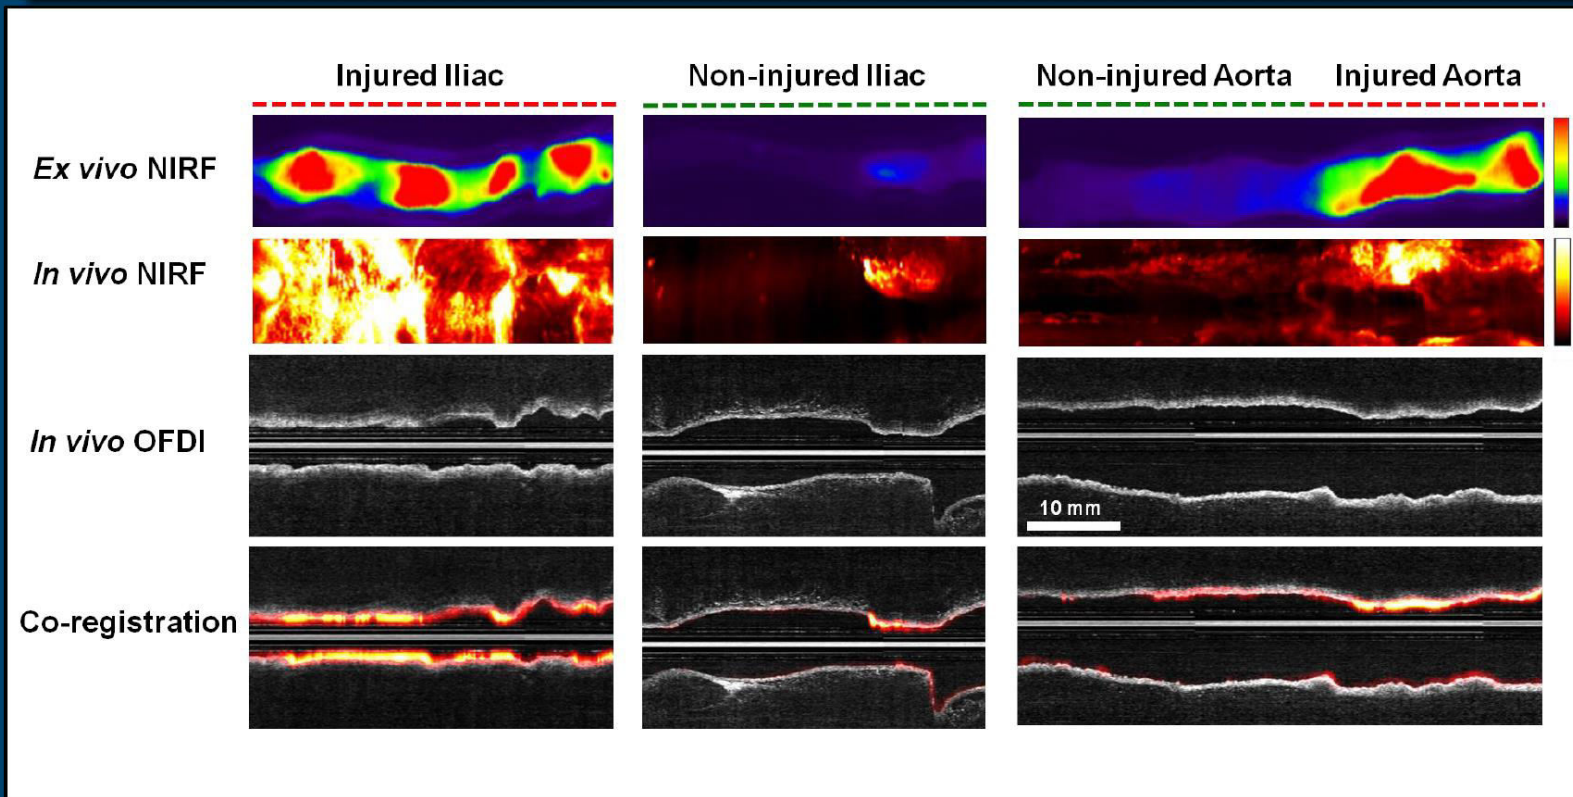 Injured Iliac
Non-injured Iliac
Non-injured Aorta
Injured Aorta
Ex vivo NIRF
In vivo NIRF
In vivo OFDI
10 mm
Co-registration